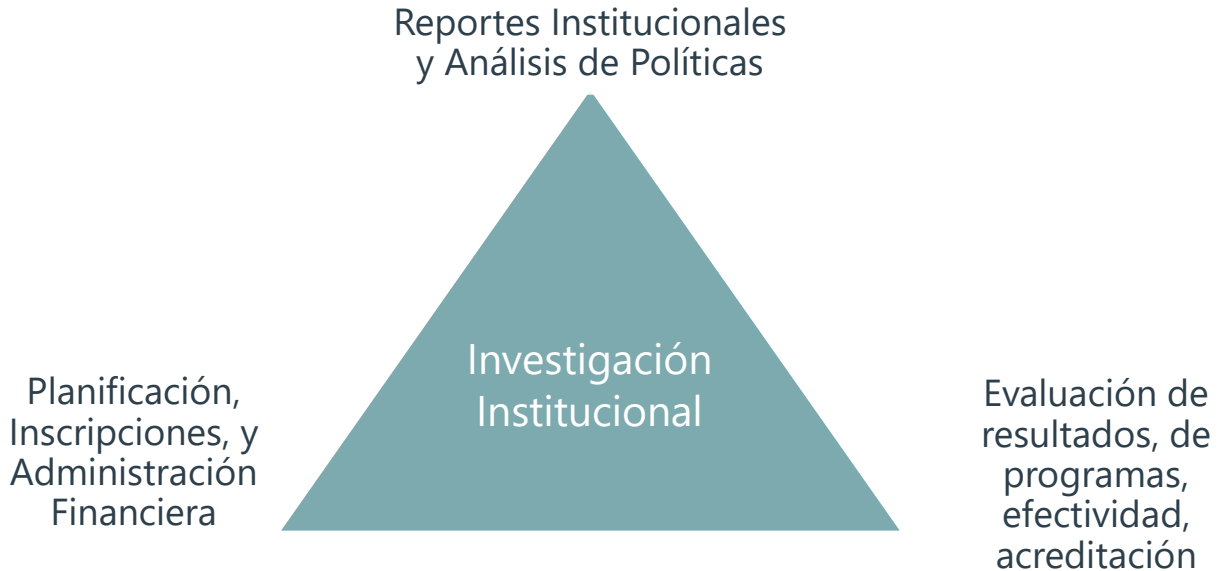 Reportes Institucionales
y Análisis de Políticas
Investigación
Institucional
Planificación,
Inscripciones, y
Administración
Financiera
Evaluación de
resultados, de
programas,
efectividad,
acreditación